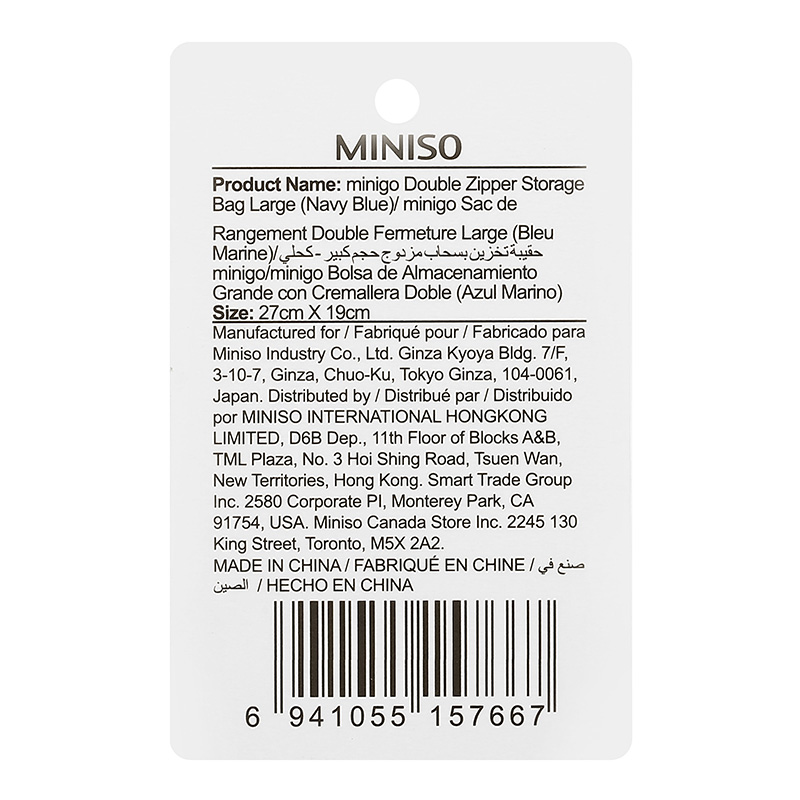 MINISO
Product Name: minigo Double Zipper Storage
Bag Large (Navy Blue)/ minigo Sac de
Rangement Double Fermeture Large (Bleu
Marine)/حقيبة تخزين بسحاب مزدوج حجم كبير - كحلي
minigo/minigo Bolsa de Almacenamiento
Grande con Cremallera Doble (Azul Marino)
Size: 27cm X 19cm
Manufactured for / Fabriqué pour / Fabricado para
Miniso Industry Co., Ltd. Ginza Kyoya Bldg. 7/F,
3-10-7, Ginza, Chuo-Ku, Tokyo Ginza, 104-0061,
Japan. Distributed by / Distribué par / Distribuido
por MINISO INTERNATIONAL HONGKONG
LIMITED, D6B Dep., 11th Floor of Blocks A&B,
TML Plaza, No. 3 Hoi Shing Road, Tsuen Wan,
New Territories, Hong Kong. Smart Trade Group
Inc. 2580 Corporate Pl, Monterey Park, CA
91754, USA. Miniso Canada Store Inc. 2245 130
King Street, Toronto, M5X 2A2.
MADE IN CHINA / FABRIQUÉ EN CHINE / صنع في
الصين / HECHO EN CHINA
6 941055 157667